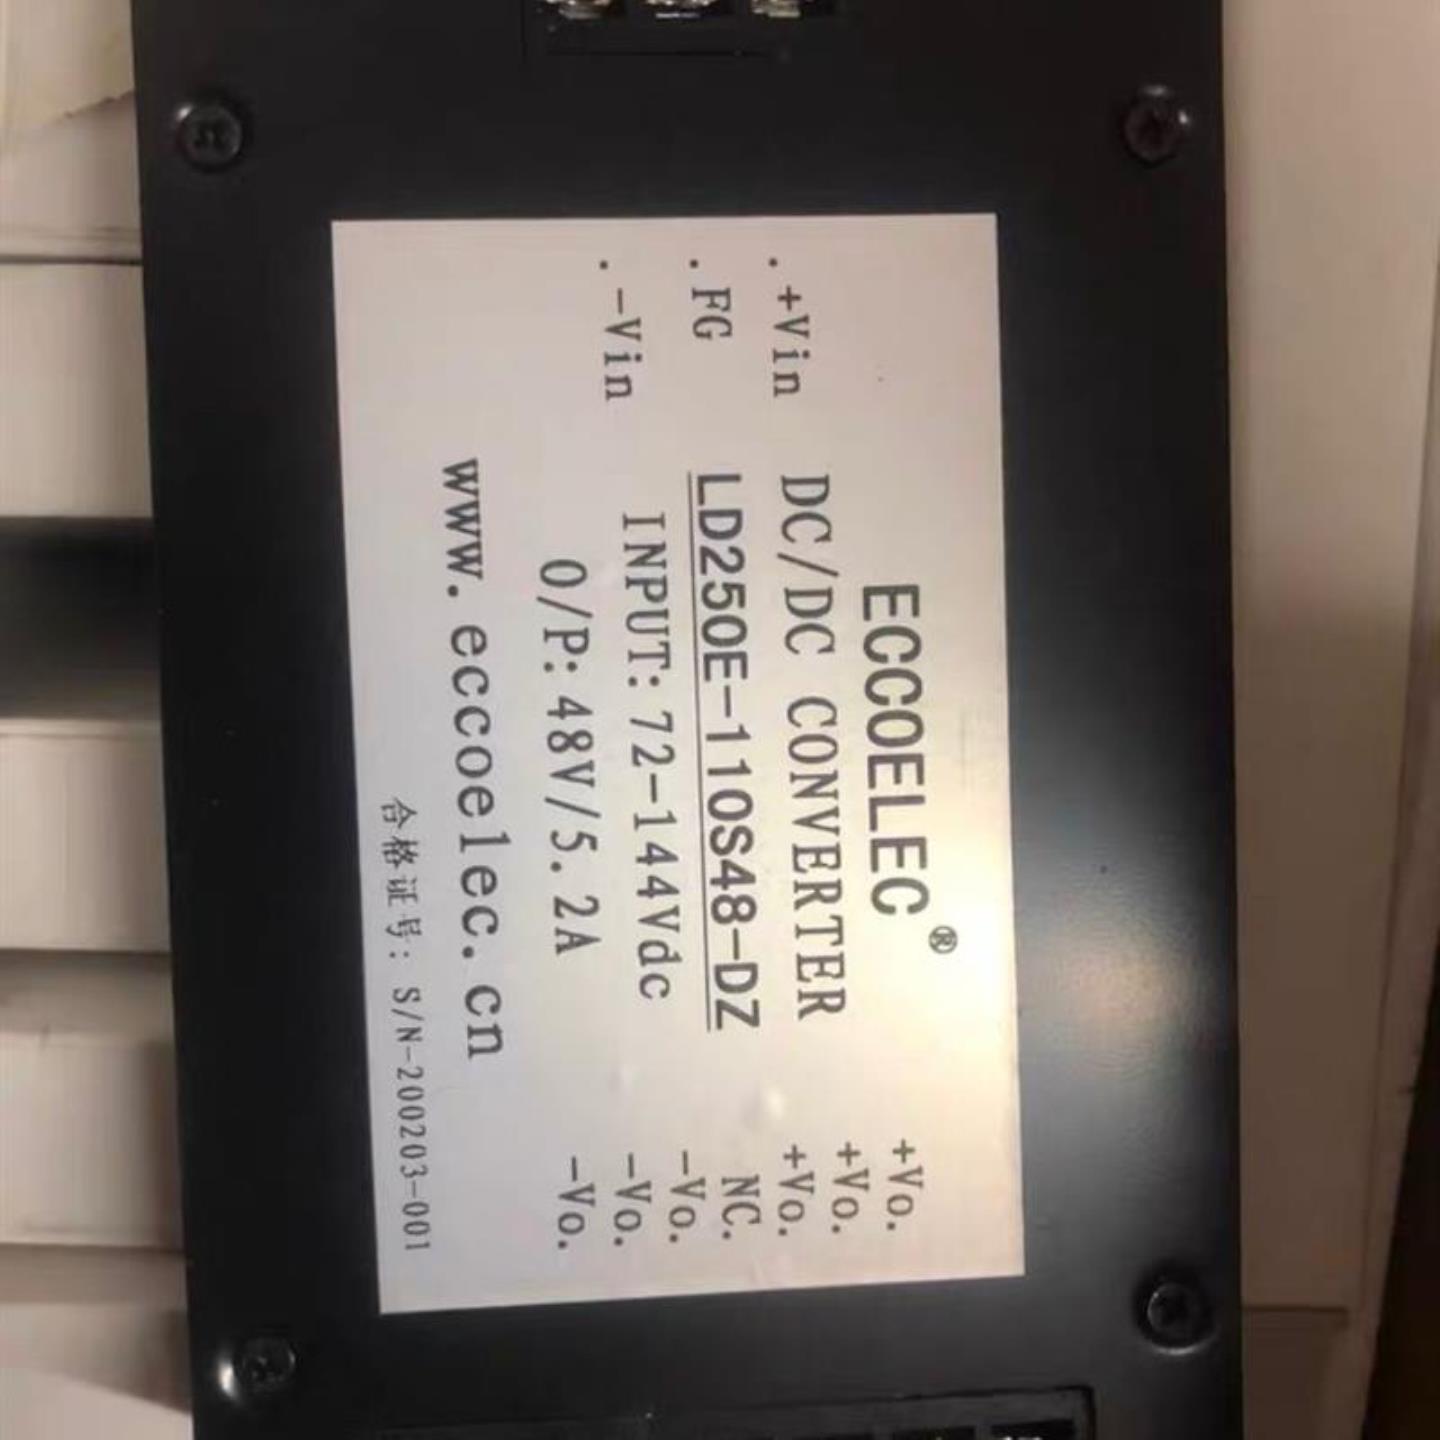 ECCOELEC ®
DC/DC CONVERTER
LD250E-110S48-DZ
INPUT: 72-144Vdc
O/P: 48V/5.2A
www.eccoelec.cn
合格证号: S/N-200203-001
. +Vin
. FG
. -Vin
+Vo.
+Vo.
+Vo.
NC.
-Vo.
-Vo.
-Vo.